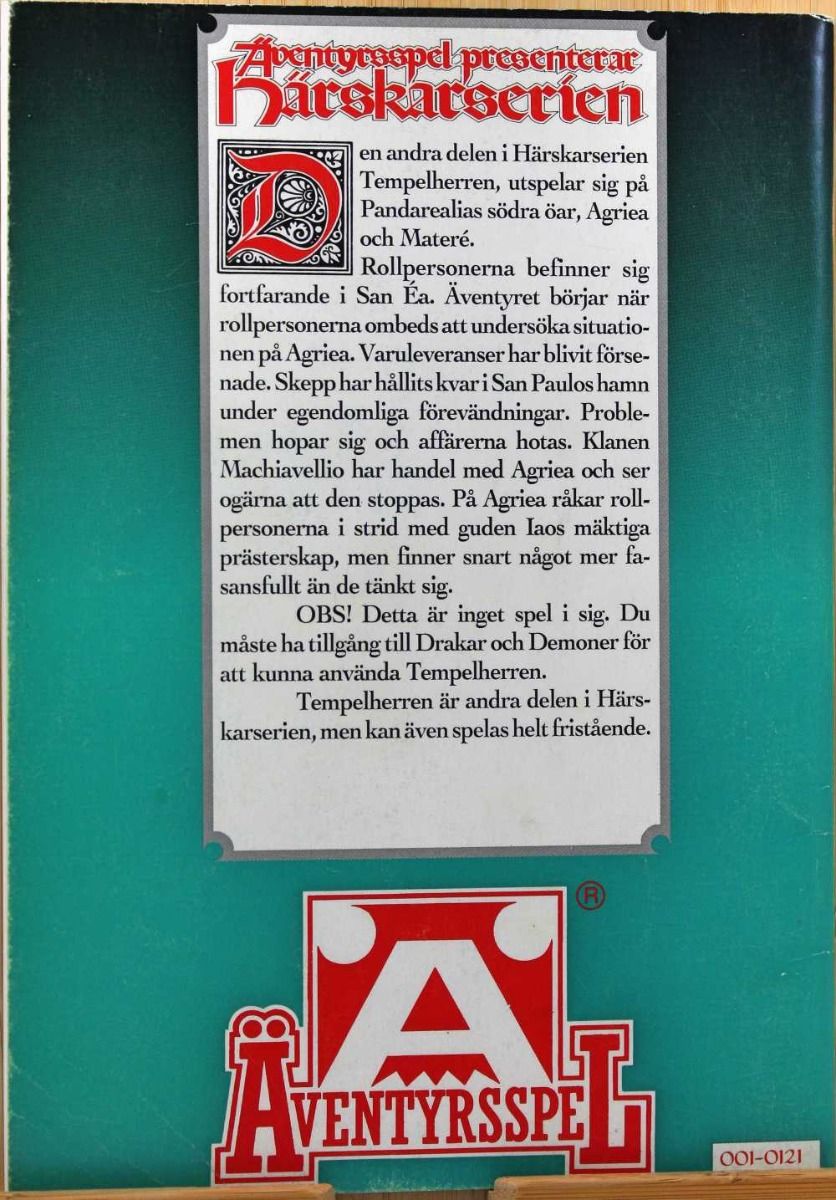 Äventyrsspel presenterar
Härskarserien
Den andra delen i Härskarserien
Tempelherren, utspelar sig på
Pandarealias södra öar, Agriea
och Materé.
Rollpersonerna befinner sig
fortfarande i San Éa. Äventyret börjar när
rollpersonerna ombeds att undersöka situatio-
nen på Agriea. Varuleveranser har blivit förse-
nade. Skepp har hållits kvar i San Paulos hamn
under egendomliga förevändningar. Proble-
men hopar sig och affärerna hotas. Klanen
Machiavellio har handel med Agriea och ser
ogärna att den stoppas. På Agriea råkar roll-
personerna i strid med guden Iaos mäktiga
prästerskap, men finner snart något mer fa-
sansfullt än de tänkt sig.
OBS! Detta är inget spel i sig. Du
måste ha tillgång till Drakar och Demoner för
att kunna använda Tempelherren.
Tempelherren är andra delen i Härs-
karserien, men kan även spelas helt fristående.
®
Ä
ÄVENTYRSSPEL
001-0121